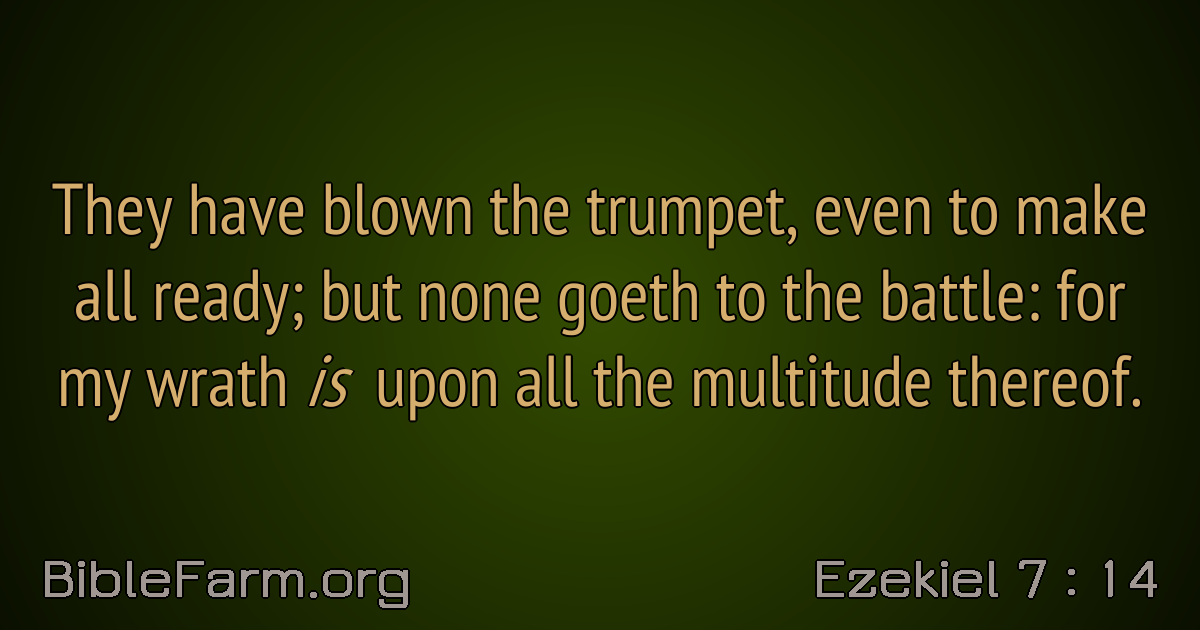 They have blown the trumpet, even to make
all ready; but none goeth to the battle: for
my wrath is upon all the multitude thereof.
BibleFarm.org
Ezekiel 7 : 14